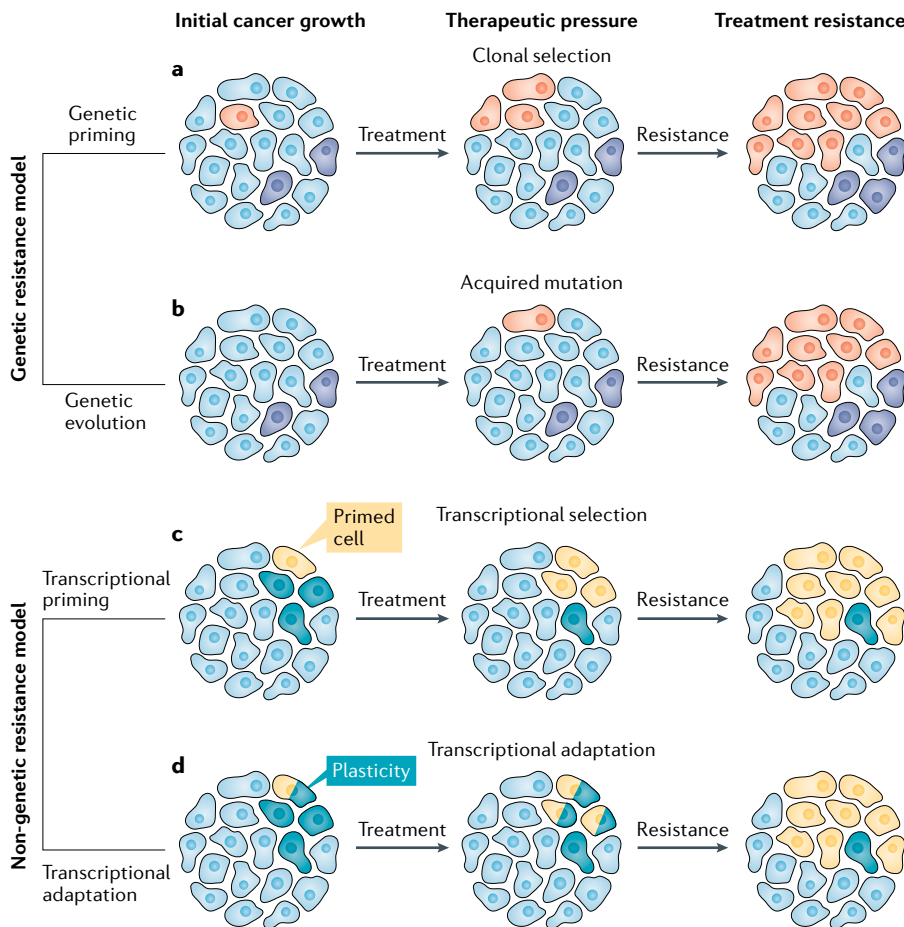 Initial cancer growth
Therapeutic pressure
Treatment resistance
Genetic resistance model
a
Clonal selection
Genetic
priming
Treatment
Resistance
b
Acquired mutation
Treatment
Resistance
Genetic
evolution
Non-gnetic resistance model
c
Primed
cell
Transcriptional selection
Transcriptional
priming
Treatment
Resistance
d
Plasticity
Transcriptional adaptation
Treatment
Resistance
Transcriptional
adaptation